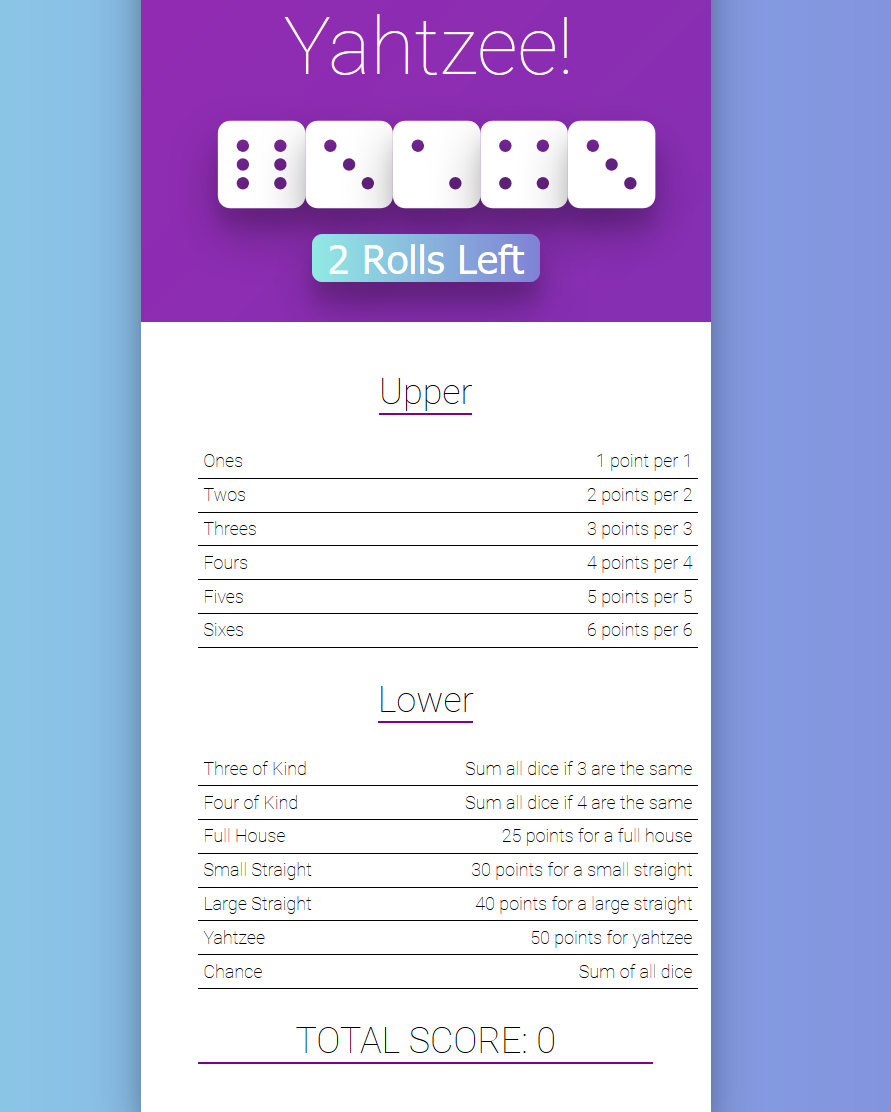 Yahtzee!
2 Rolls Left
Upper
Ones 1 point per 1
Twos 2 points per 2
Threes 3 points per 3
Fours 4 points per 4
Fives 5 points per 5
Sixes 6 points per 6
Lower
Three of Kind Sum all dice if 3 are the same
Four of Kind Sum all dice if 4 are the same
Full House 25 points for a full house
Small Straight 30 points for a small straight
Large Straight 40 points for a large straight
Yahtzee 50 points for yahtzee
Chance Sum of all dice
TOTAL SCORE: 0